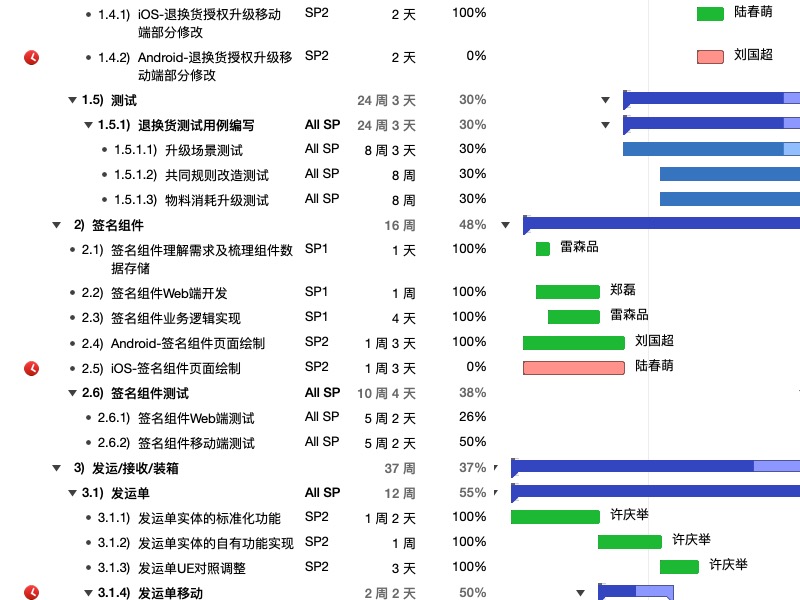 1.4.1) iOS-退换货授权升级移动 SP2 2 天 100% 陆春萌
端部分修改
1.4.2) Android-退换货授权升级移 SP2 2 天 0% 刘国超
动端部分修改
1.5) 测试 24 周 3 天 30%
1.5.1) 退换货测试用例编写 All SP 24 周 3 天 30%
1.5.1.1) 升级场景测试 All SP 8 周 3 天 30%
1.5.1.2) 共同规则改造测试 All SP 8 周 30%
1.5.1.3) 物料消耗升级测试 All SP 8 周 30%
2) 签名组件 16 周 48%
2.1) 签名组件理解需求及梳理组件数 SP1 1 天 100% 雷森品
据存储
2.2) 签名组件Web端开发 SP1 1 周 100% 郑磊
2.3) 签名组件业务逻辑实现 SP1 4 天 100% 雷森品
2.4) Android-签名组件页面绘制 SP2 1 周 3 天 100% 刘国超
2.5) iOS-签名组件页面绘制 SP2 1 周 3 天 0% 陆春萌
2.6) 签名组件测试 All SP 10 周 4 天 38%
2.6.1) 签名组件Web端测试 All SP 5 周 2 天 26%
2.6.2) 签名组件移动端测试 All SP 5 周 2 天 50%
3) 发运/接收/装箱 37 周 37%
3.1) 发运单 All SP 12 周 55%
3.1.1) 发运单实体的标准化功能 SP2 1 周 2 天 100% 许庆举
3.1.2) 发运单实体的自有功能实现 SP2 1 周 100% 许庆举
3.1.3) 发运单UE对照调整 SP2 3 天 100% 许庆举
3.1.4) 发运单移动 2 周 2 天 50%